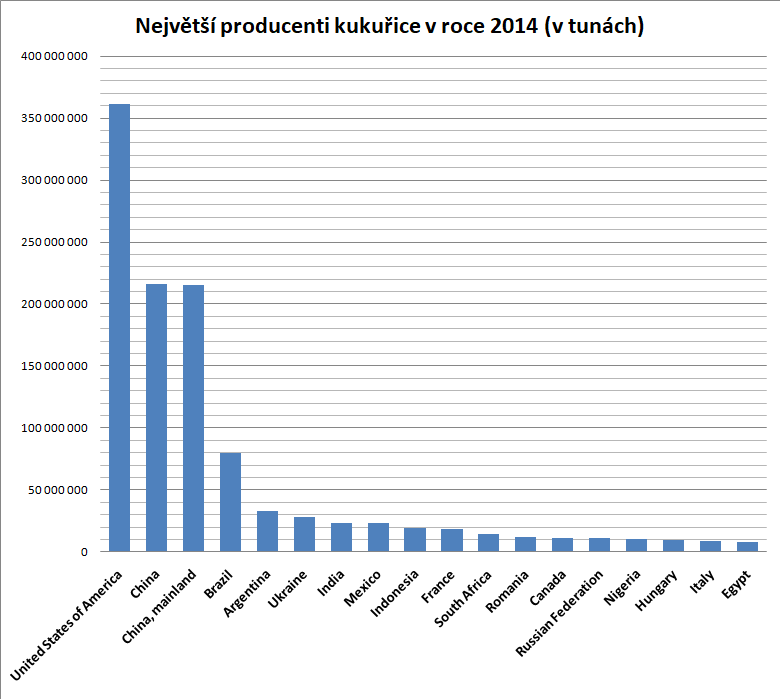 Největší producenti kukuřice v roce 2014 (v tunách)
400 000 000
350 000 000
300 000 000
250 000 000
200 000 000
150 000 000
100 000 000
50 000 000
0
United States of America
China
China, mainland
Brazil
Argentina
Ukraine
India
Mexico
Indonesia
France
South Africa
Romania
Canada
Russian Federation
Nigeria
Hungary
Italy
Egypt